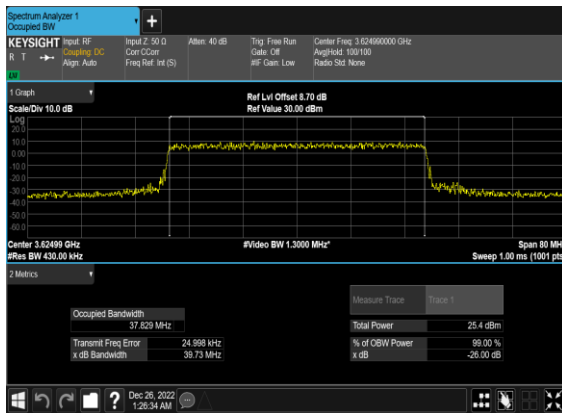 Spectrum Analyzer 1
Occupied BW
KEYSIGHT
R T
Input: RF
Coupling: DC
Align: Auto
Input Z: 50 Ω
Corr CCorr
Freq Ref: Int (S)
Atten: 40 dB
Trig: Free Run
Gate: Off
#IF Gain: Low
Center Freq: 3.624990000 GHz
Avg|Hold: 100/100
Radio Std: None
1 Graph
Scale/Div 10.0 dB
Ref Lvl Offset 8.70 dB
Ref Value 30.00 dBm
Log
20.0
10.0
0.00
-10.0
-20.0
-30.0
-40.0
-50.0
-60.0
Center 3.62499 GHz
#Res BW 430.00 kHz
#Video BW 1.3000 MHz*
Span 80 MH
Sweep 1.00 ms (1001 pts
2 Metrics
Occupied Bandwidth
37.829 MHz
Transmit Freq Error 24.998 kHz
x dB Bandwidth 39.73 MHz
Measure Trace Trace 1
Total Power 25.4 dBm
% of OBW Power 99.00 %
x dB -26.00 dB
?
Dec 26, 2022
1:26:34 AM